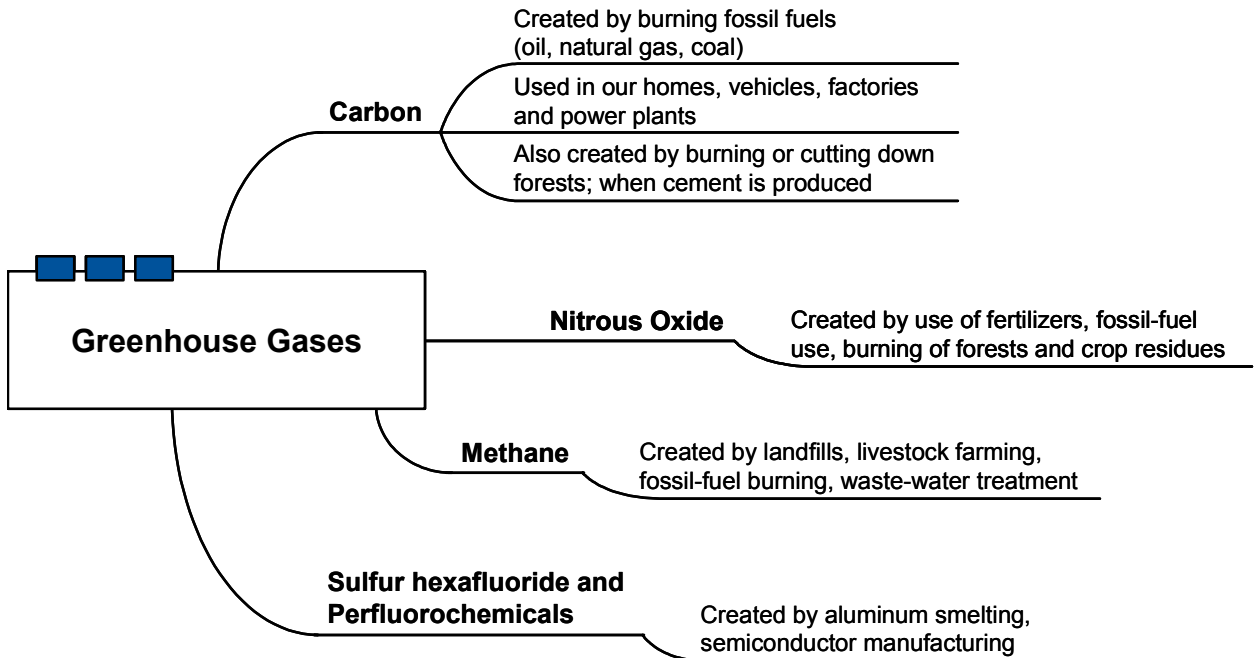 Created by burning fossil fuels
(oil, natural gas, coal)
Used in our homes, vehicles, factories
and power plants
Carbon
Also created by burning or cutting down
forests; when cement is produced
Greenhouse Gases
Nitrous Oxide
Created by use of fertilizers, fossil-fuel
use, burning of forests and crop residues
Methane
Created by landfills, livestock farming,
fossil-fuel burning, waste-water treatment
Sulfur hexafluoride and
Perfluorochemicals
Created by aluminum smelting,
semiconductor manufacturing